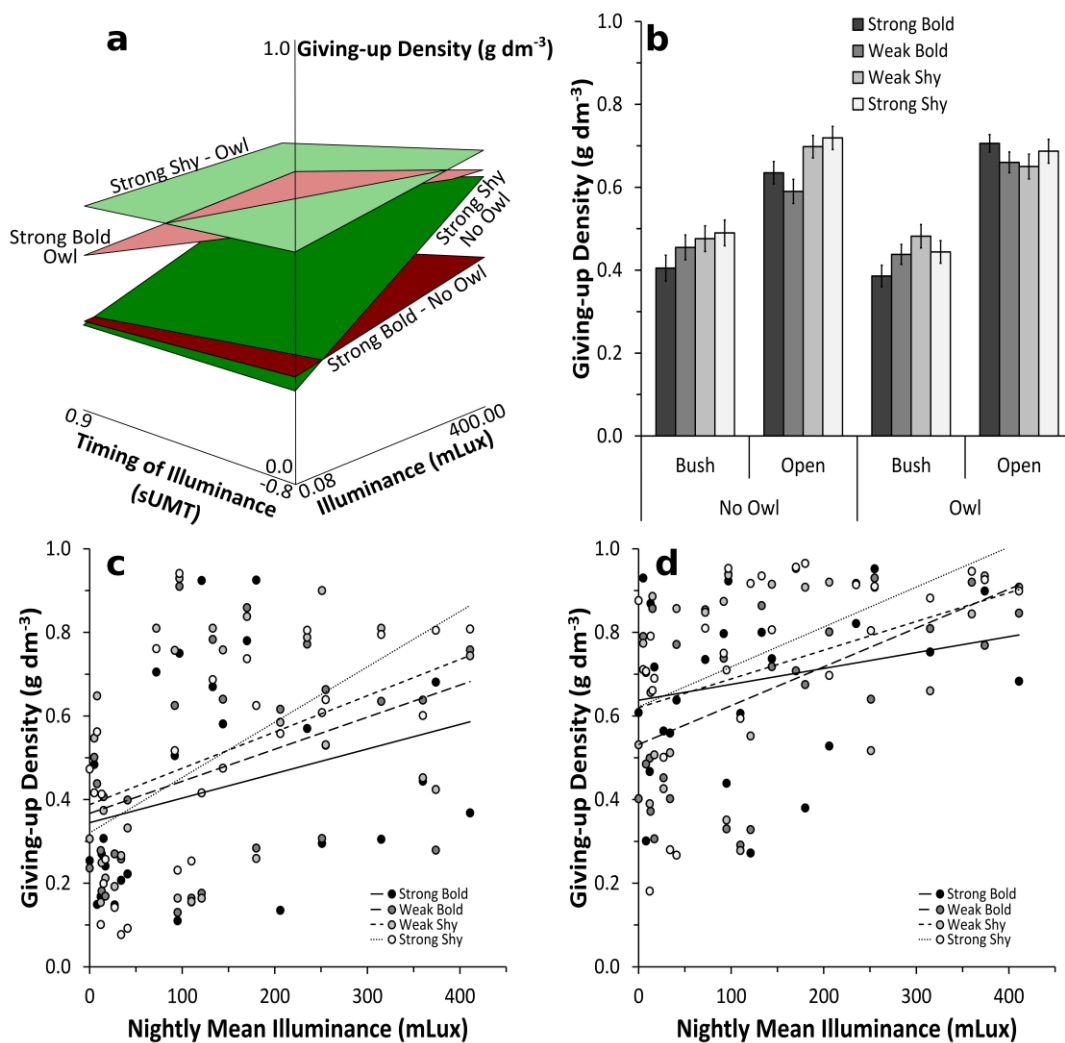 a
Giving-up Density (g dm⁻³)
1.0
Strong Shy - Owl
Strong Bold
Owl
Strong Shy
No Owl
Strong Bold - No Owl
0.9
Timing of Illuminance
(sUMT)
-0.8
0.0
0.08
400.00
Illuminance (mLux)
b
Strong Bold
Weak Bold
Weak Shy
Strong Shy
Giving-up Density (g dm⁻³)
1.0
0.8
0.6
0.4
0.2
0.0
Bush
Open
Bush
Open
No Owl
Owl
c
Giving-up Density (g dm⁻³)
1.0
0.8
0.6
0.4
0.2
0.0
Strong Bold
Weak Bold
Weak Shy
Strong Shy
0
100
200
300
400
Nightly Mean Illuminance (mLux)
d
Giving-up Density (g dm⁻³)
1.0
0.8
0.6
0.4
0.2
0.0
Strong Bold
Weak Bold
Weak Shy
Strong Shy
0
100
200
300
400
Nightly Mean Illuminance (mLux)